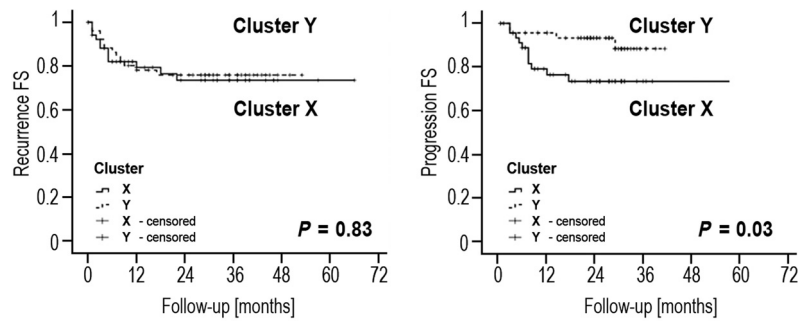 Cluster Y
Cluster X
Recurrence FS
1
0.8
0.6
0.4
0.2
0
Cluster
X
Y
X - censored
Y - censored
P = 0.83
0 12 24 36 48 60 72
Follow-up [months]
Cluster Y
Cluster X
Progression FS
1
0.8
0.6
0.4
0.2
0
Cluster
X
Y
X - censored
Y - censored
P = 0.03
0 12 24 36 48 60 72
Follow-up [months]